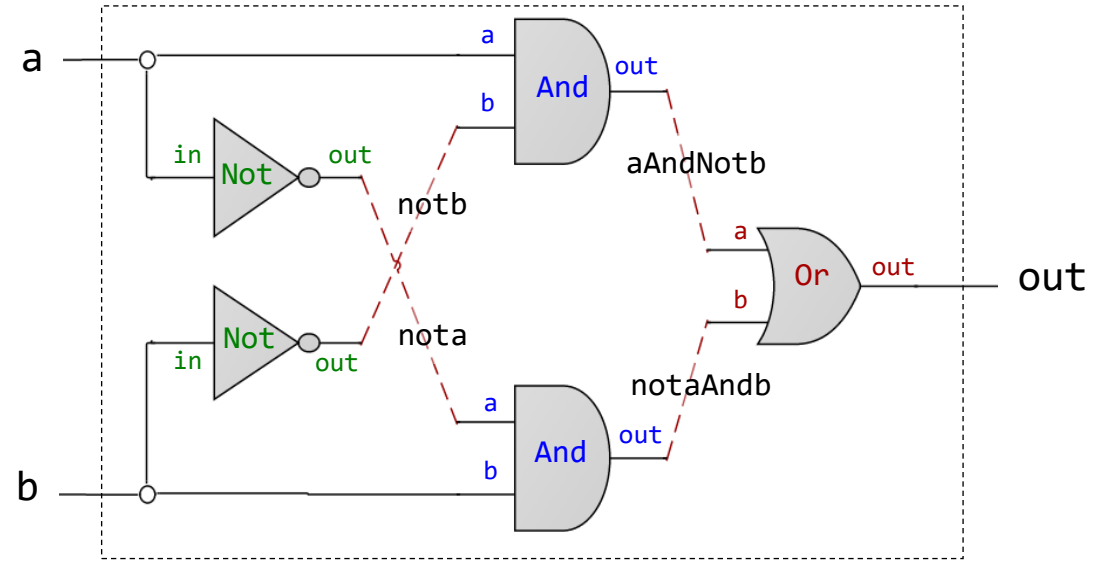 a
a
And
out
b
in
Not
out
notb
aAndNotb
a
Or
out
out
b
Not
in
out
nota
a
notaAndb
And
out
b
b